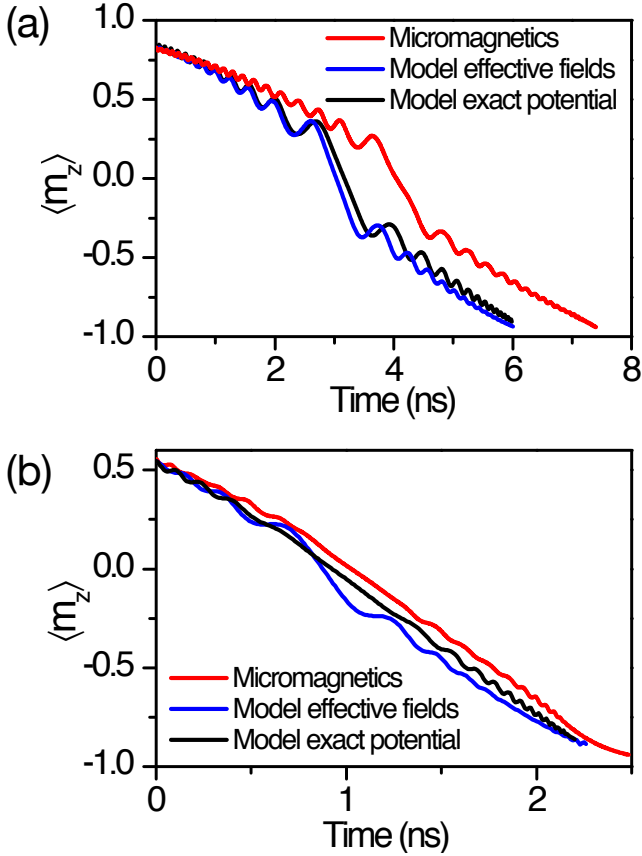 (a)
1.0
0.5
0.0
-0.5
-1.0
⟨m_z⟩
Micromagnetics
Model effective fields
Model exact potential
0 2 4 6 8
Time (ns)
(b)
0.5
0.0
-0.5
-1.0
⟨m_z⟩
Micromagnetics
Model effective fields
Model exact potential
0 1 2
Time (ns)